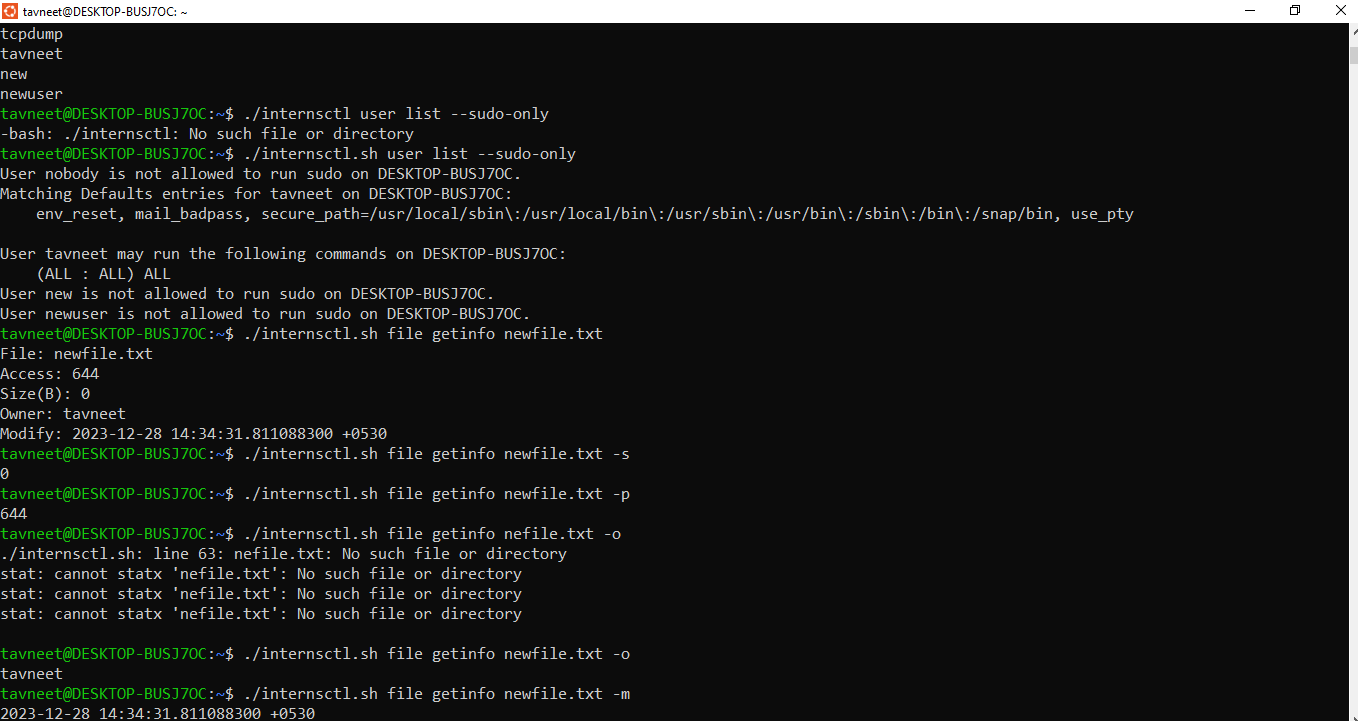 tavneet@DESKTOP-BUSJ7OC: ~
tcpdump
tavneet
new
newuser
tavneet@DESKTOP-BUSJ7OC:~$ ./internsctl user list --sudo-only
-bash: ./internsctl: No such file or directory
tavneet@DESKTOP-BUSJ7OC:~$ ./internsctl.sh user list --sudo-only
User nobody is not allowed to run sudo on DESKTOP-BUSJ7OC.
Matching Defaults entries for tavneet on DESKTOP-BUSJ7OC:
    env_reset, mail_badpass, secure_path=/usr/local/sbin\:/usr/local/bin\:/usr/sbin\:/usr/bin\:/sbin\:/bin\:/snap/bin, use_pty

User tavneet may run the following commands on DESKTOP-BUSJ7OC:
    (ALL : ALL) ALL
User new is not allowed to run sudo on DESKTOP-BUSJ7OC.
User newuser is not allowed to run sudo on DESKTOP-BUSJ7OC.
tavneet@DESKTOP-BUSJ7OC:~$ ./internsctl.sh file getinfo newfile.txt
File: newfile.txt
Access: 644
Size(B): 0
Owner: tavneet
Modify: 2023-12-28 14:34:31.811088300 +0530
tavneet@DESKTOP-BUSJ7OC:~$ ./internsctl.sh file getinfo newfile.txt -s
0
tavneet@DESKTOP-BUSJ7OC:~$ ./internsctl.sh file getinfo newfile.txt -p
644
tavneet@DESKTOP-BUSJ7OC:~$ ./internsctl.sh file getinfo nefile.txt -o
./internsctl.sh: line 63: nefile.txt: No such file or directory
stat: cannot statx 'nefile.txt': No such file or directory
stat: cannot statx 'nefile.txt': No such file or directory
stat: cannot statx 'nefile.txt': No such file or directory

tavneet@DESKTOP-BUSJ7OC:~$ ./internsctl.sh file getinfo newfile.txt -o
tavneet
tavneet@DESKTOP-BUSJ7OC:~$ ./internsctl.sh file getinfo newfile.txt -m
2023-12-28 14:34:31.811088300 +0530